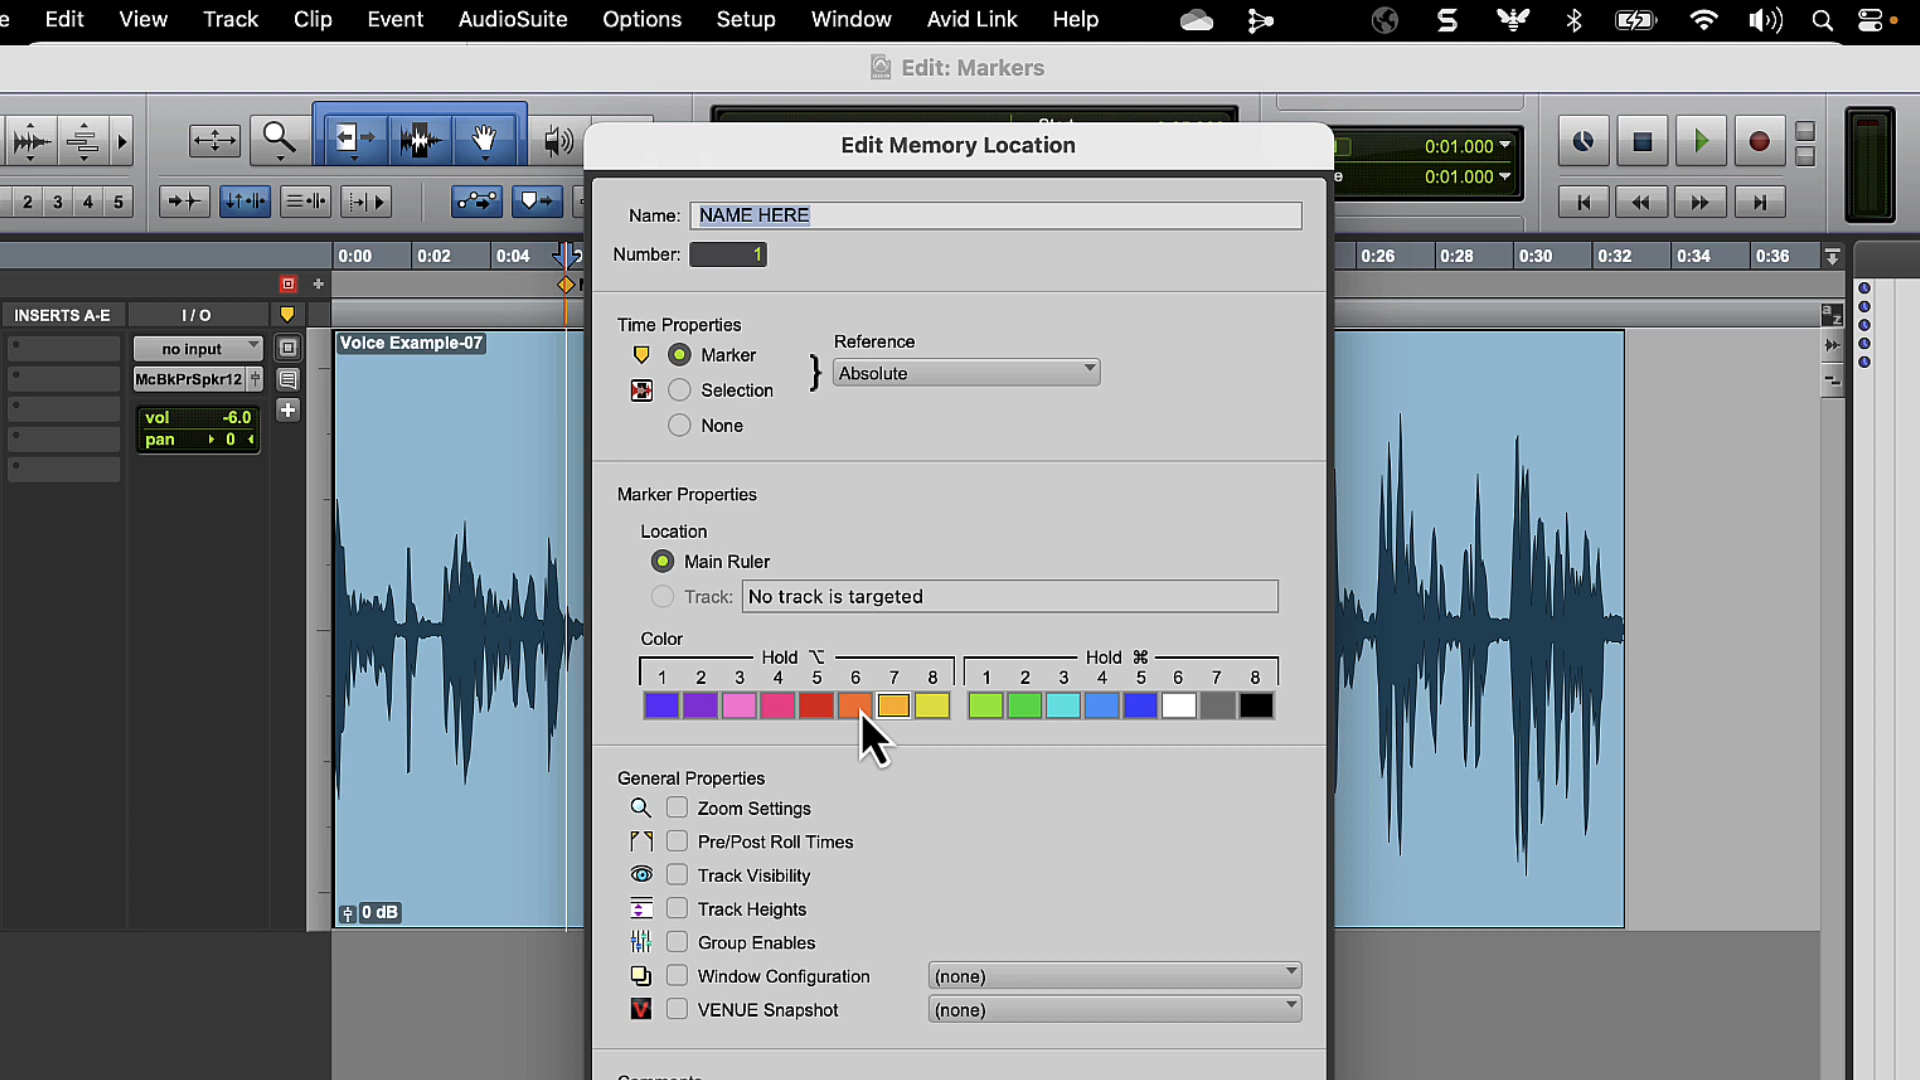 Edit View Track Clip Event AudioSuite Options Setup Window Avid Link Help
Edit: Markers
Edit Memory Location
0:01.000
0:01.000
2 3 4 5
Name: NAME HERE
Number: 1
0:00 0:02 0:04
0:26 0:28 0:30 0:32 0:34 0:36
INSERTS A-E I / O
no input
McBkPrSpkr12
vol -6.0
pan 0
Voice Example-07
0 dB
Time Properties
Marker
Selection
None
Reference
Absolute
Marker Properties
Location
Main Ruler
Track: No track is targeted
Color
Hold ⌥ Hold ⌘
1 2 3 4 5 6 7 8 1 2 3 4 5 6 7 8
General Properties
Zoom Settings
Pre/Post Roll Times
Track Visibility
Track Heights
Group Enables
Window Configuration (none)
VENUE Snapshot (none)